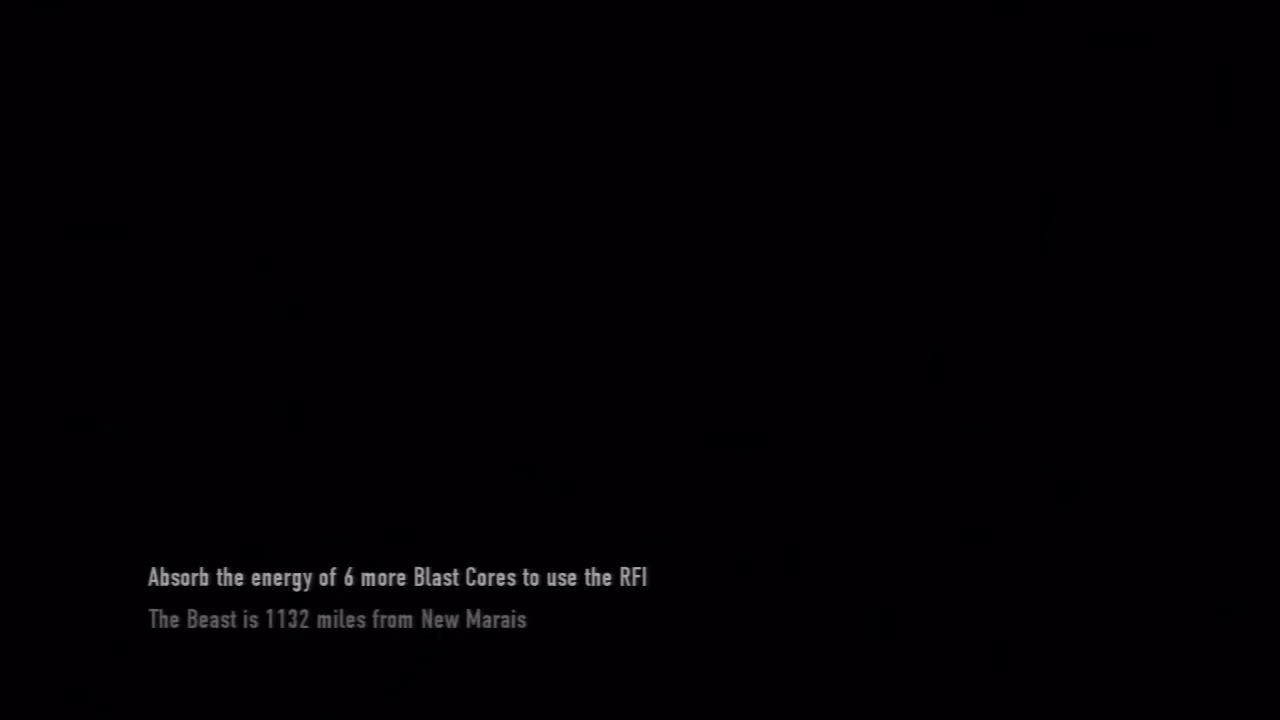 Absorb the energy of 6 more Blast Cores to use the RFI
The Beast is 1132 miles from New Marais